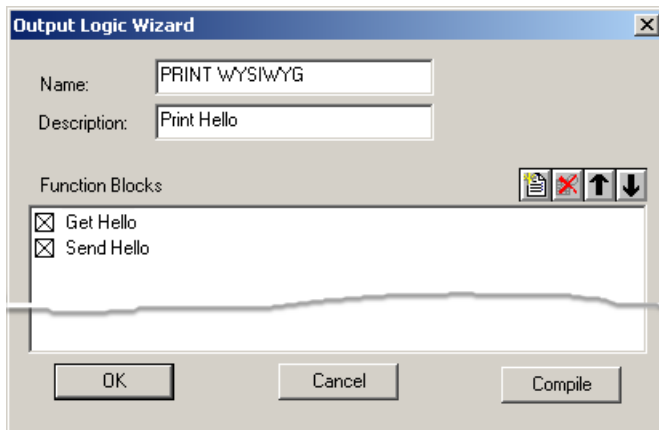 Output Logic Wizard
Name: PRINT WYSIWYG
Description: Print Hello
Function Blocks
Get Hello
Send Hello
OK Cancel Compile